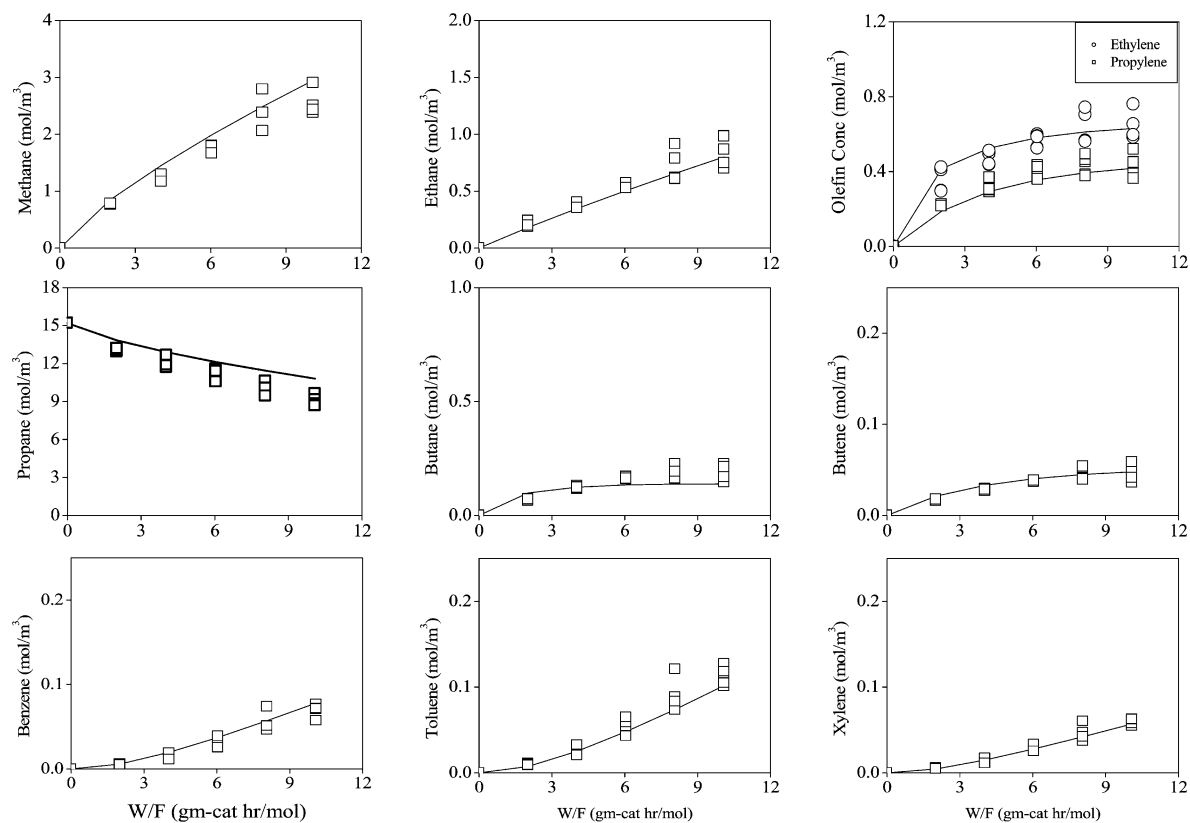 4
3
2
1
0
0 3 6 9 12
Methane (mol/m³)
2.0
1.5
1.0
0.5
0.0
0 3 6 9 12
Ethane (mol/m³)
1.2
0.8
0.4
0.0
0 3 6 9 12
Olefin Conc (mol/m³)
Ethylene
Propylene
18
15
12
9
6
3
0
0 3 6 9 12
Propane (mol/m³)
1.0
0.5
0.0
0 3 6 9 12
Butane (mol/m³)
0.2
0.1
0.0
0 3 6 9 12
Butene (mol/m³)
0.2
0.1
0.0
0 3 6 9 12
Benzene (mol/m³)
W/F (gm-cat hr/mol)
0.2
0.1
0.0
0 3 6 9 12
Toluene (mol/m³)
W/F (gm-cat hr/mol)
0.2
0.1
0.0
0 3 6 9 12
Xylene (mol/m³)
W/F (gm-cat hr/mol)